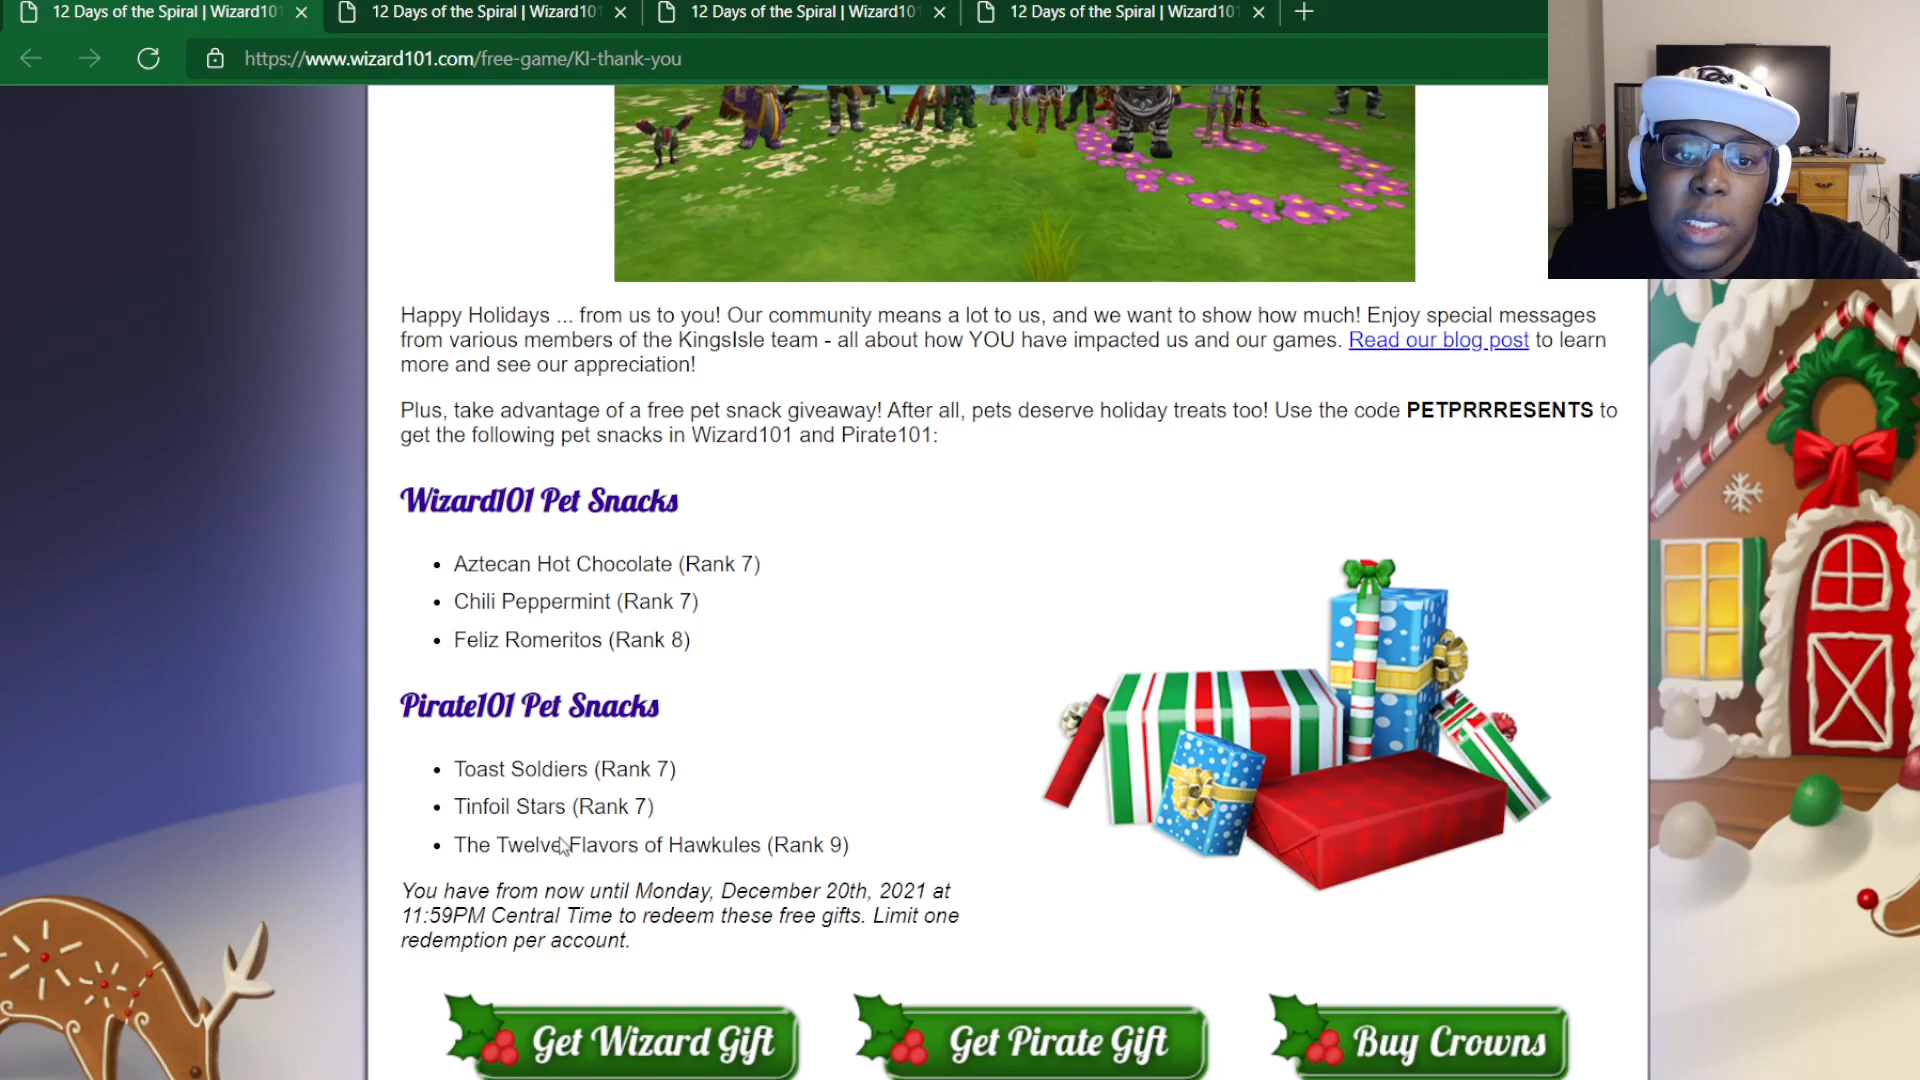 12 Days of the Spiral | Wizard101
12 Days of the Spiral | Wizard10
12 Days of the Spiral | Wizard10
12 Days of the Spiral | Wizard10
https://www.wizard101.com/free-game/KI-thank-you
Happy Holidays ... from us to you! Our community means a lot to us, and we want to show how much! Enjoy special messages
from various members of the KingsIsle team - all about how YOU have impacted us and our games. Read our blog post to learn
more and see our appreciation!
Plus, take advantage of a free pet snack giveaway! After all, pets deserve holiday treats too! Use the code PETPRRRESENTS to
get the following pet snacks in Wizard101 and Pirate101:
Wizard101 Pet Snacks
• Aztecan Hot Chocolate (Rank 7)
• Chili Peppermint (Rank 7)
• Feliz Romeritos (Rank 8)
Pirate101 Pet Snacks
• Toast Soldiers (Rank 7)
• Tinfoil Stars (Rank 7)
• The Twelve Flavors of Hawkules (Rank 9)
You have from now until Monday, December 20th, 2021 at
11:59PM Central Time to redeem these free gifts. Limit one
redemption per account.
Get Wizard Gift
Get Pirate Gift
Buy Crowns